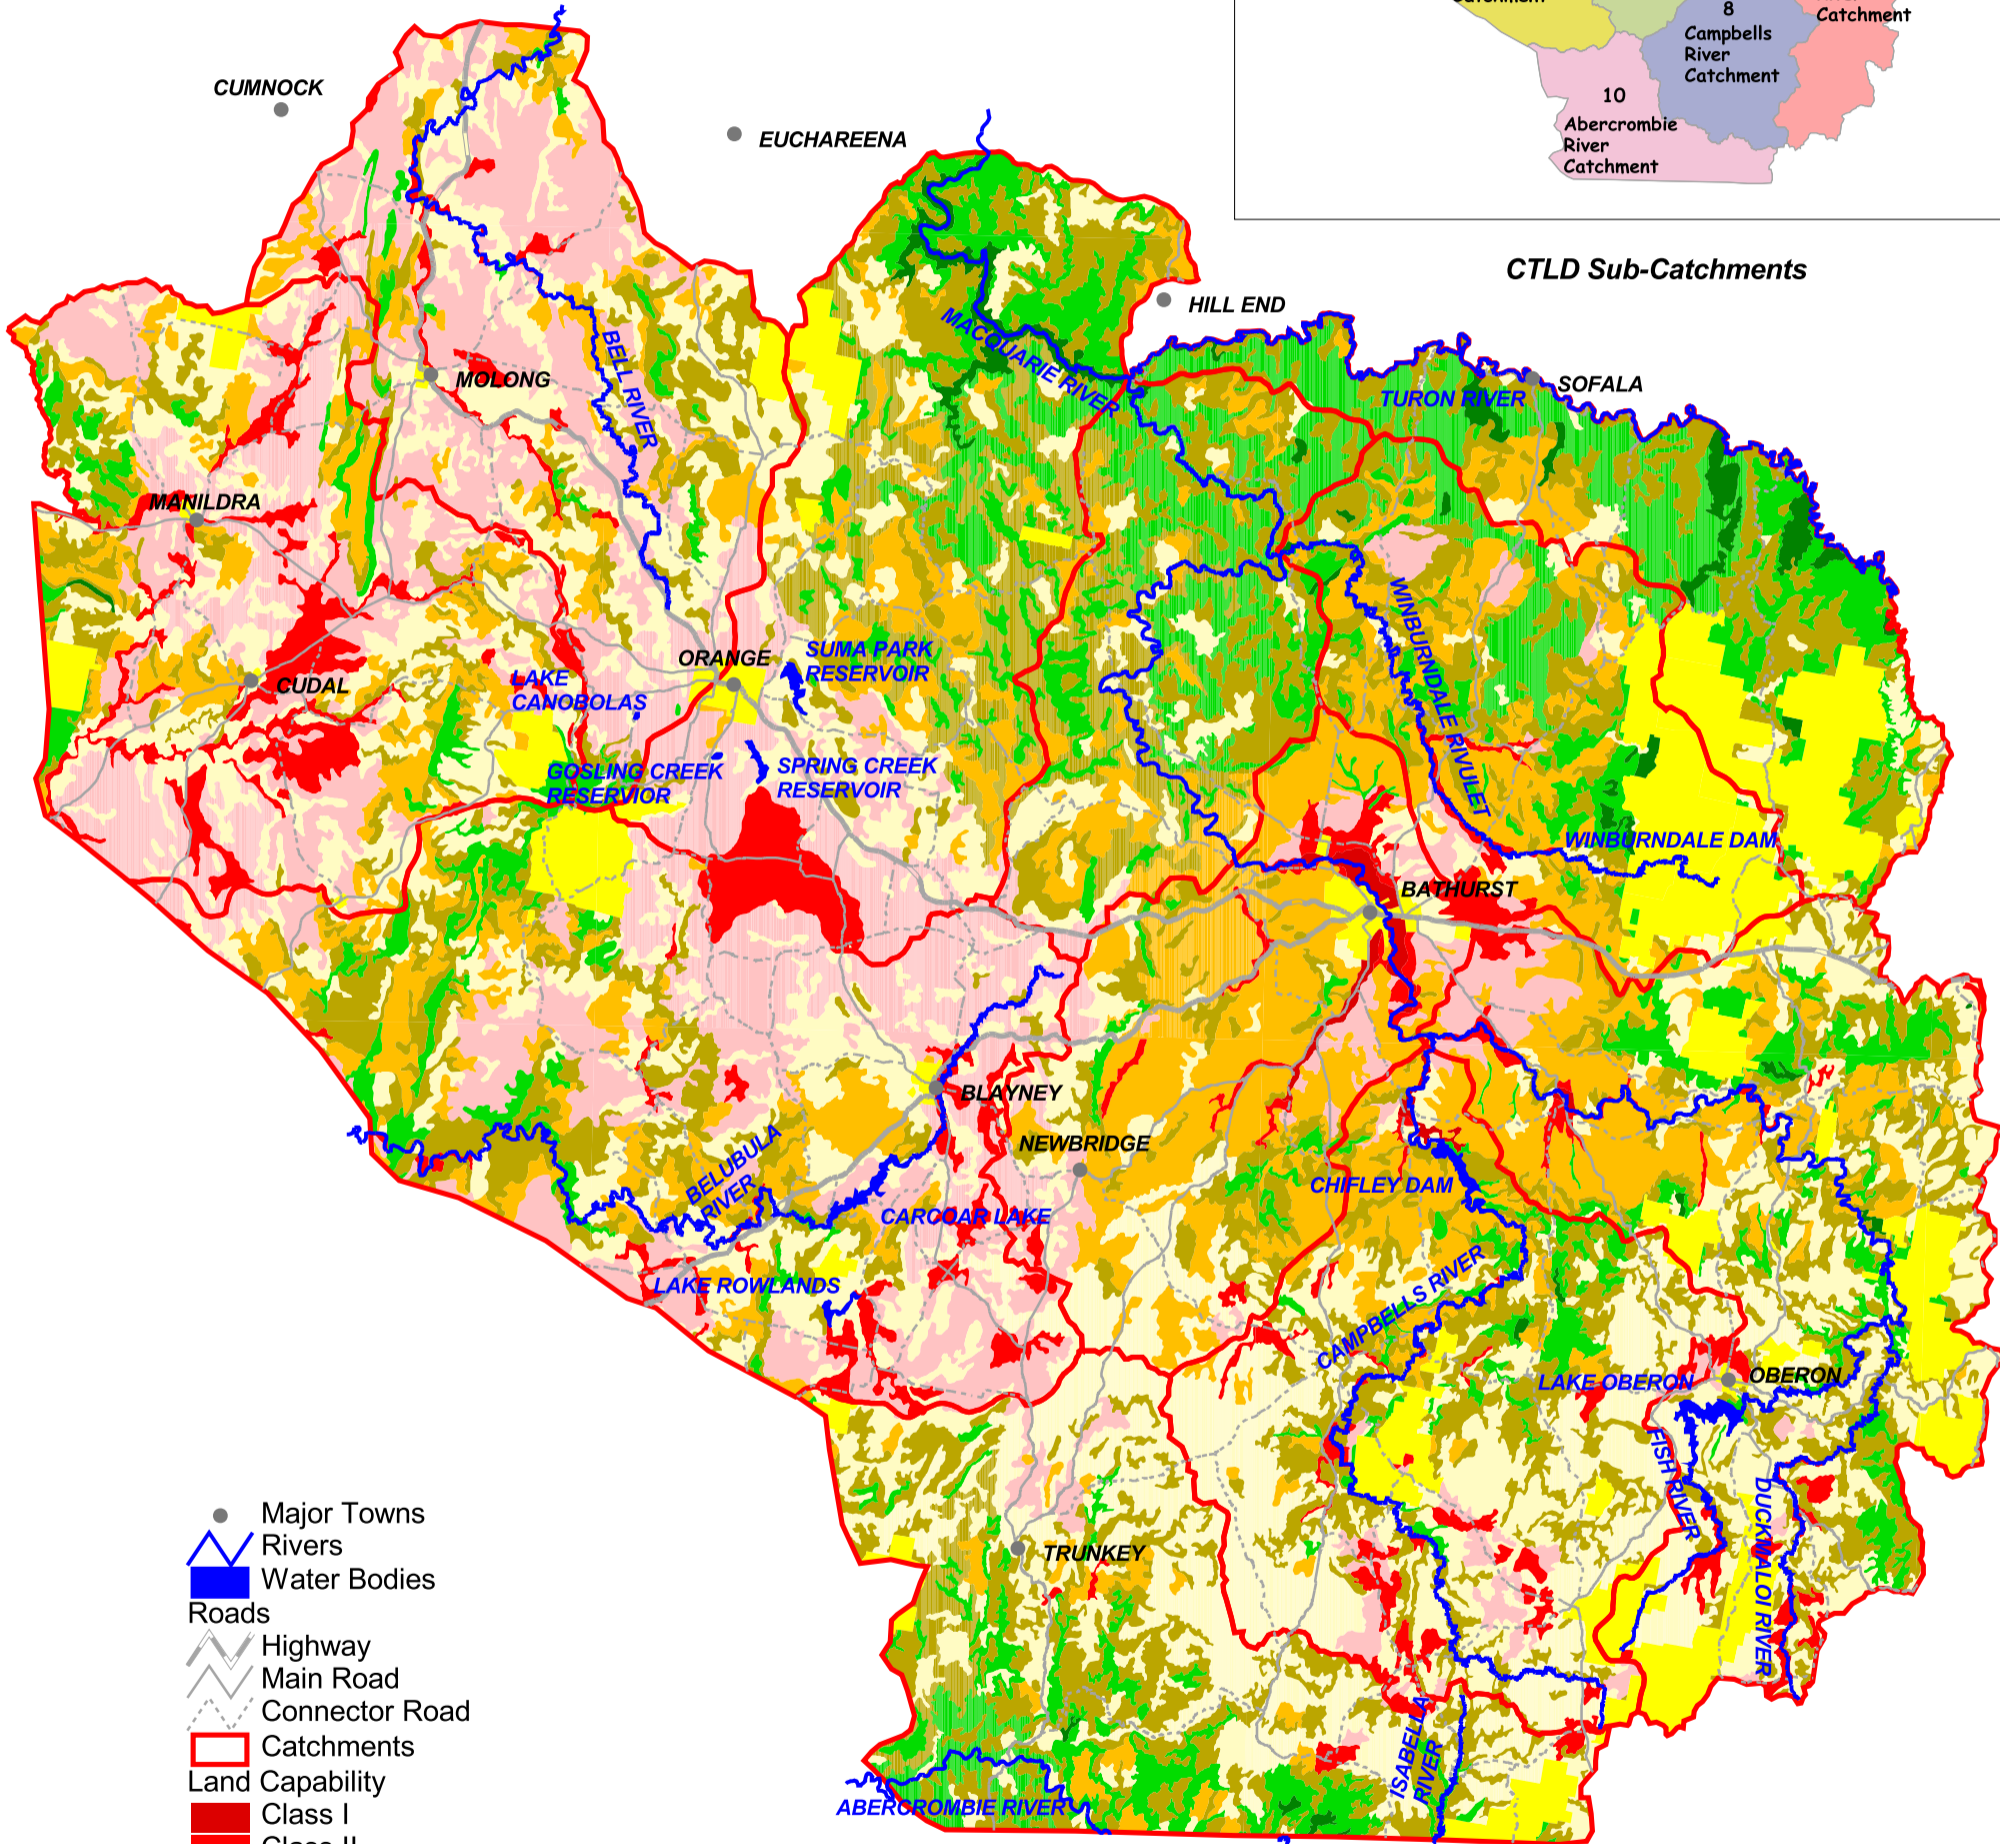 8
Campbells
River
Catchment
Catchment
10
Abercrombie
River
Catchment
CTLD Sub-Catchments
CUMNOCK
EUCHAREENA
HILL END
MACQUARIE RIVER
TURON RIVER
SOFALA
BELL RIVER
MOLONG
MANILDRA
WINBURNDALE RIVULET
ORANGE
SUMA PARK
RESERVOIR
CUDAL
LAKE
CANOBOLAS
GOSLING CREEK
RESERVIOR
SPRING CREEK
RESERVOIR
WINBURNDALE DAM
BATHURST
BLAYNEY
NEWBRIDGE
BELUBULA
RIVER
CHIFLEY DAM
CARCOAR LAKE
LAKE ROWLANDS
CAMPBELLS RIVER
LAKE OBERON
OBERON
FISH RIVER
DUCKMALOI RIVER
TRUNKEY
ISABELLA
RIVER
ABERCROMBIE RIVER
Major Towns
Rivers
Water Bodies
Roads
Highway
Main Road
Connector Road
Catchments
Land Capability
Class I
Class II